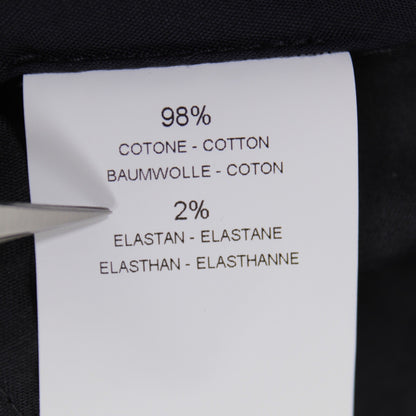 98%
COTONE - COTTON
BAUMWOLLE - COTON
2%
ELASTAN - ELASTANE
ELASTHAN - ELASTHANNE